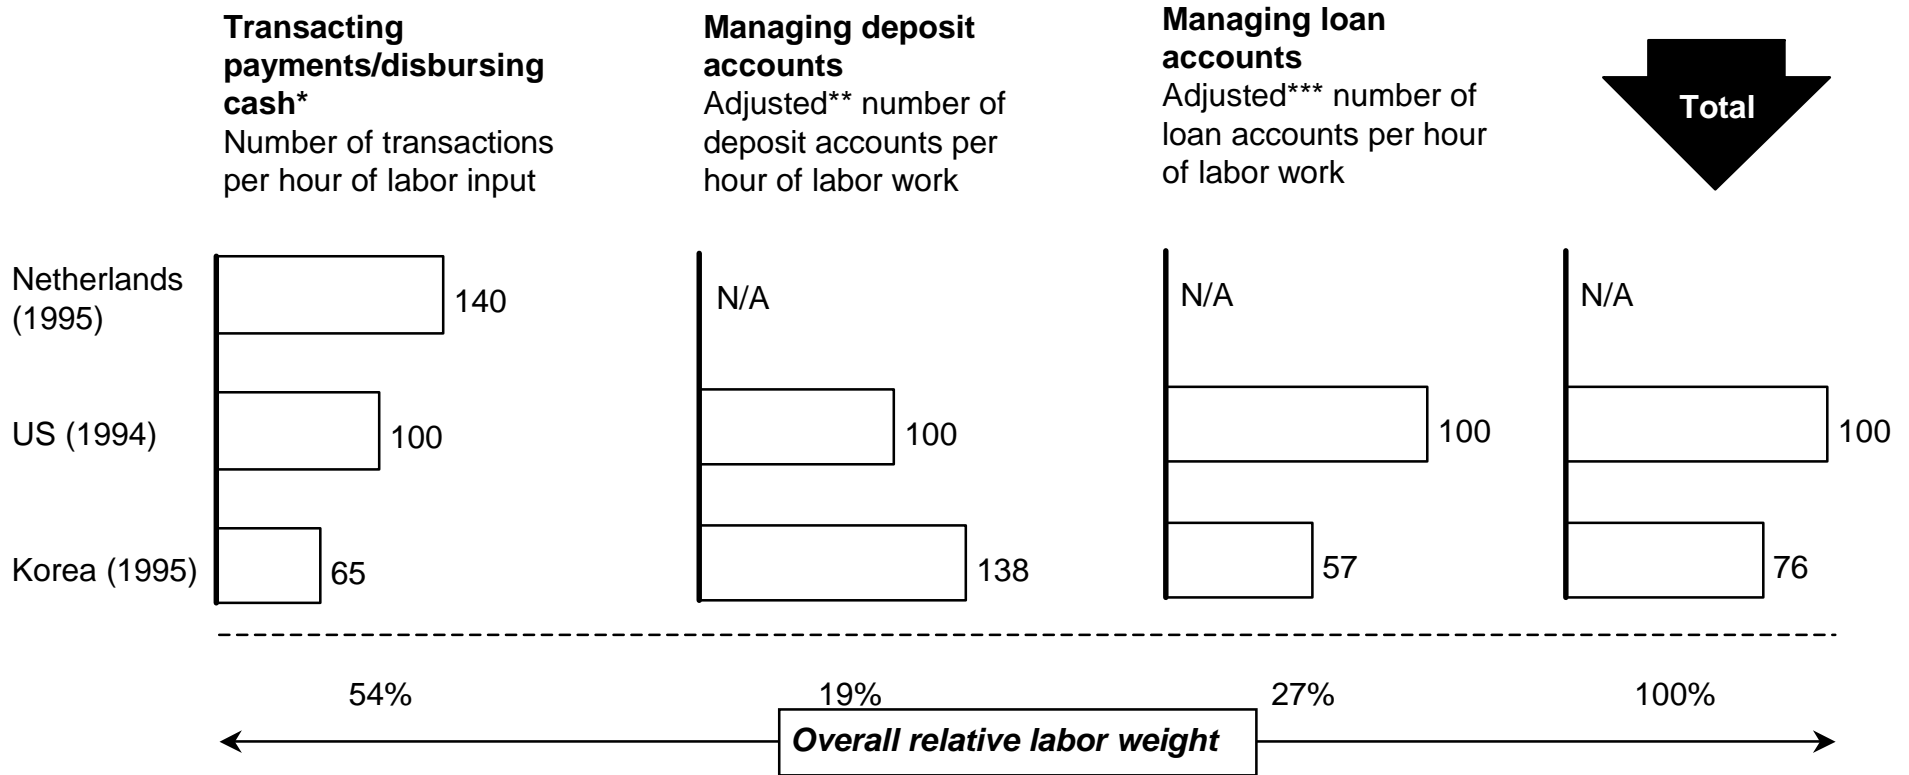 Transacting
payments/disbursing
cash*
Number of transactions
per hour of labor input
Managing deposit
accounts
Adjusted** number of
deposit accounts per
hour of labor work
Managing loan
accounts
Adjusted*** number of
loan accounts per hour
of labor work
Total
Netherlands
(1995)
140
N/A
N/A
N/A
US (1994)
100
100
100
100
Korea (1995)
65
138
57
76
54%
19%
27%
100%
Overall relative labor weight